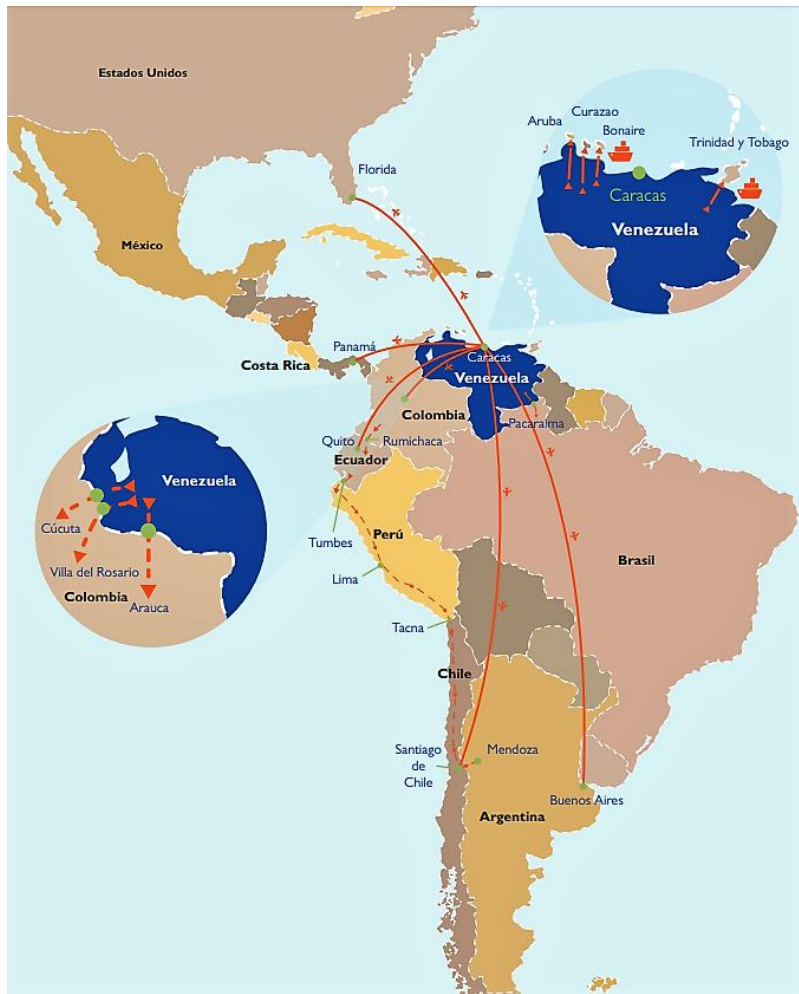 Estados Unidos
Curazao
Aruba
Bonaire
Trinidad y Tobago
Florida
Caracas
Venezuela
México
Panamá
Costa Rica
Caracas
Venezuela
Colombia
Pacaraima
Quito
Rumichaca
Ecuador
Venezuela
Cúcuta
Villa del Rosario
Colombia
Arauca
Tumbes
Perú
Lima
Brasil
Tacna
Chile
Santiago
de
Chile
Mendoza
Buenos Aires
Argentina